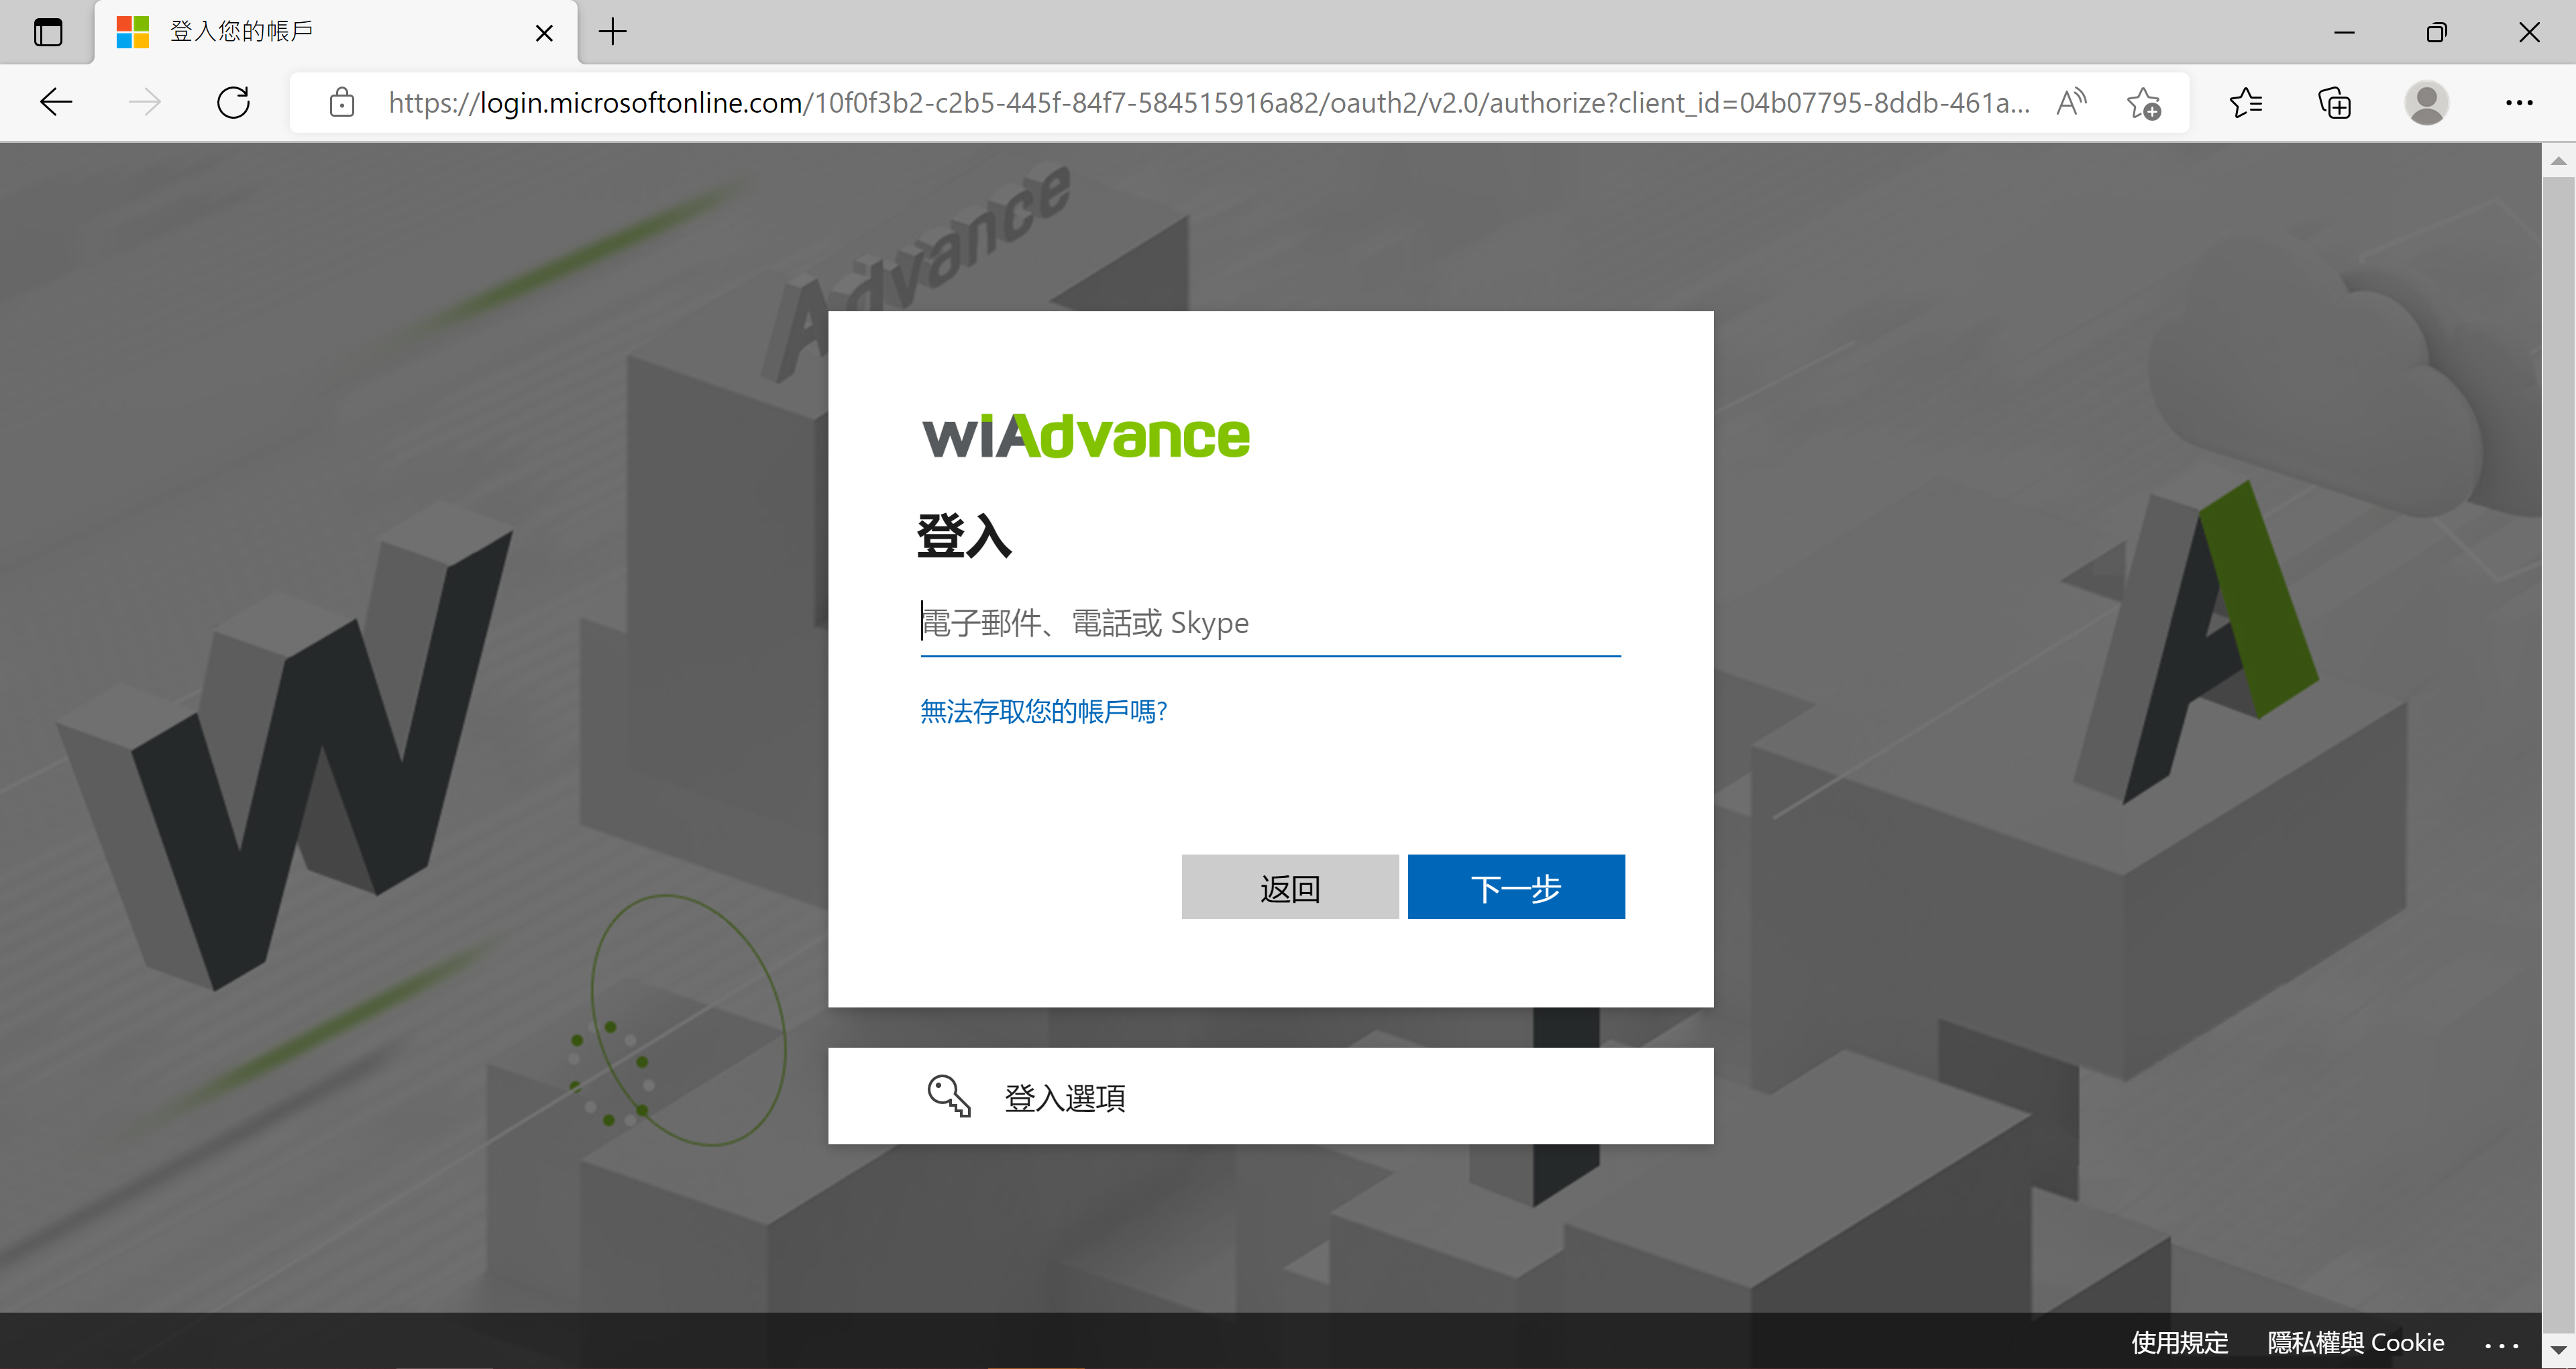 登入您的帳戶
https://login.microsoftonline.com/10f0f3b2-c2b5-445f-84f7-584515916a82/oauth2/v2.0/authorize?client_id=04b07795-8ddb-461a...
Advance
wiAdvance
登入
電子郵件、電話或 Skype
無法存取您的帳戶嗎?
W
A
返回
下一步
登入選項
使用規定
隱私權與 Cookie
...